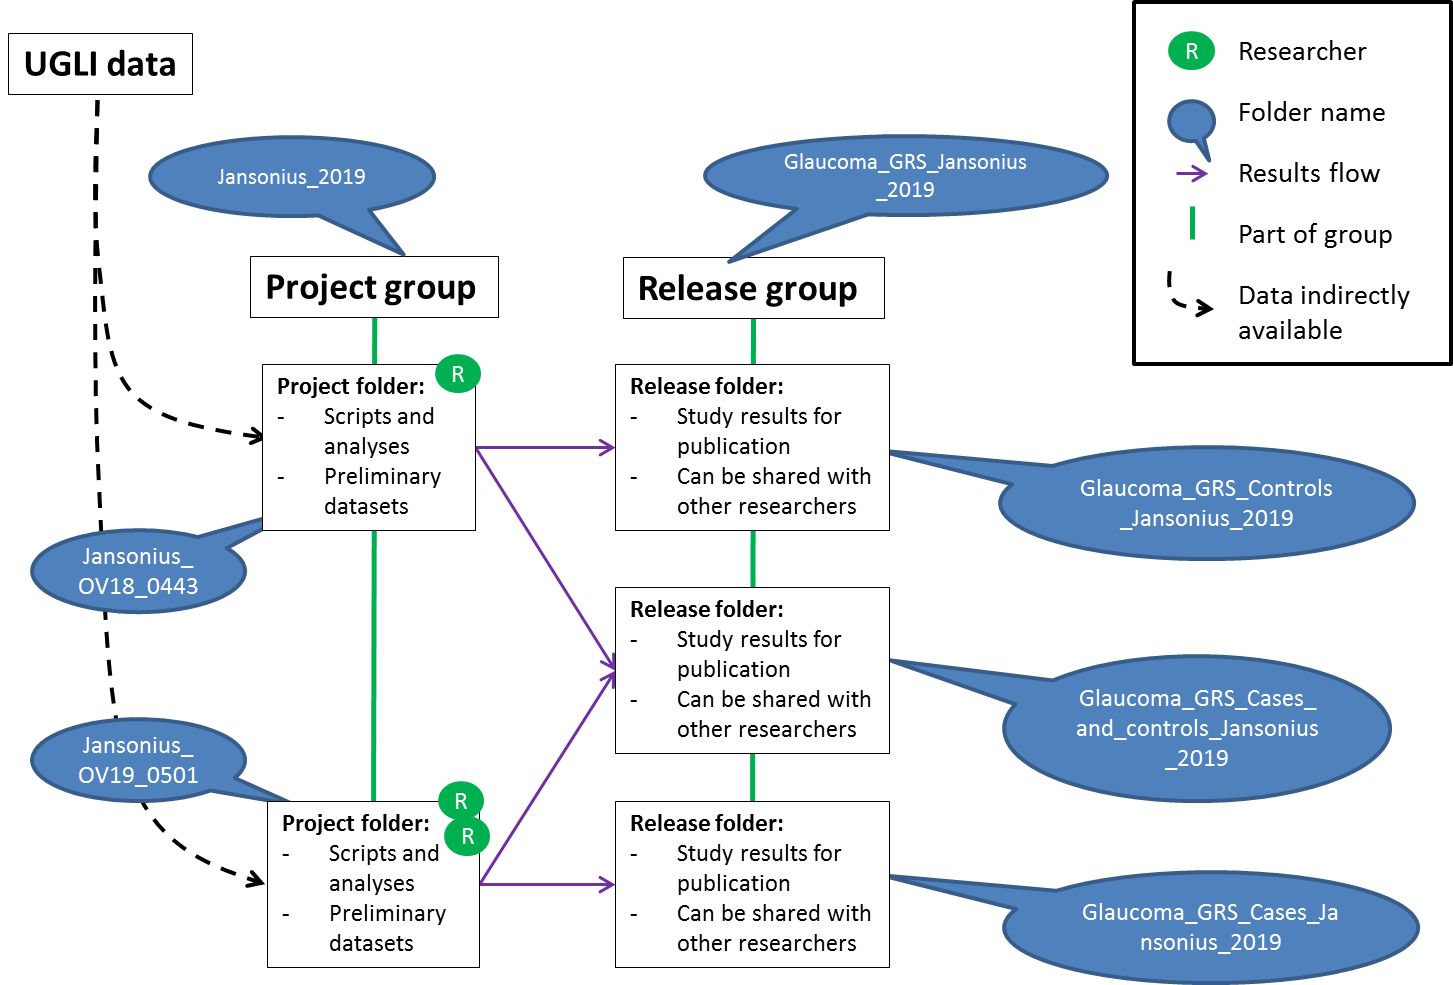 UGLI data
Jansonius_2019
Glaucoma_GRS_Jansonius
_2019
R
Researcher
Folder name
Results flow
Part of group
Data indirectly
available
Project group
Release group
Project folder:
R
- Scripts and
analyses
- Preliminary
datasets
Release folder:
- Study results for
publication
- Can be shared with
other researchers
Glaucoma_GRS_Controls
_Jansonius_2019
Jansonius_
OV18_0443
Release folder:
- Study results for
publication
- Can be shared with
other researchers
Glaucoma_GRS_Cases_
and_controls_Jansonius
_2019
Jansonius_
OV19_0501
Project folder:
R
R
- Scripts and
analyses
- Preliminary
datasets
Release folder:
- Study results for
publication
- Can be shared with
other researchers
Glaucoma_GRS_Cases_Ja
nsonius_2019